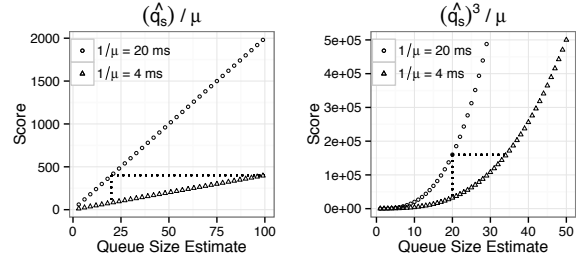 (q̂s) / μ
2000
1500
1000
500
0
Score
1/μ = 20 ms
1/μ = 4 ms
0 25 50 75 100
Queue Size Estimate
(q̂s)³ / μ
5e+05
4e+05
3e+05
2e+05
1e+05
0e+00
Score
1/μ = 20 ms
1/μ = 4 ms
0 10 20 30 40 50
Queue Size Estimate